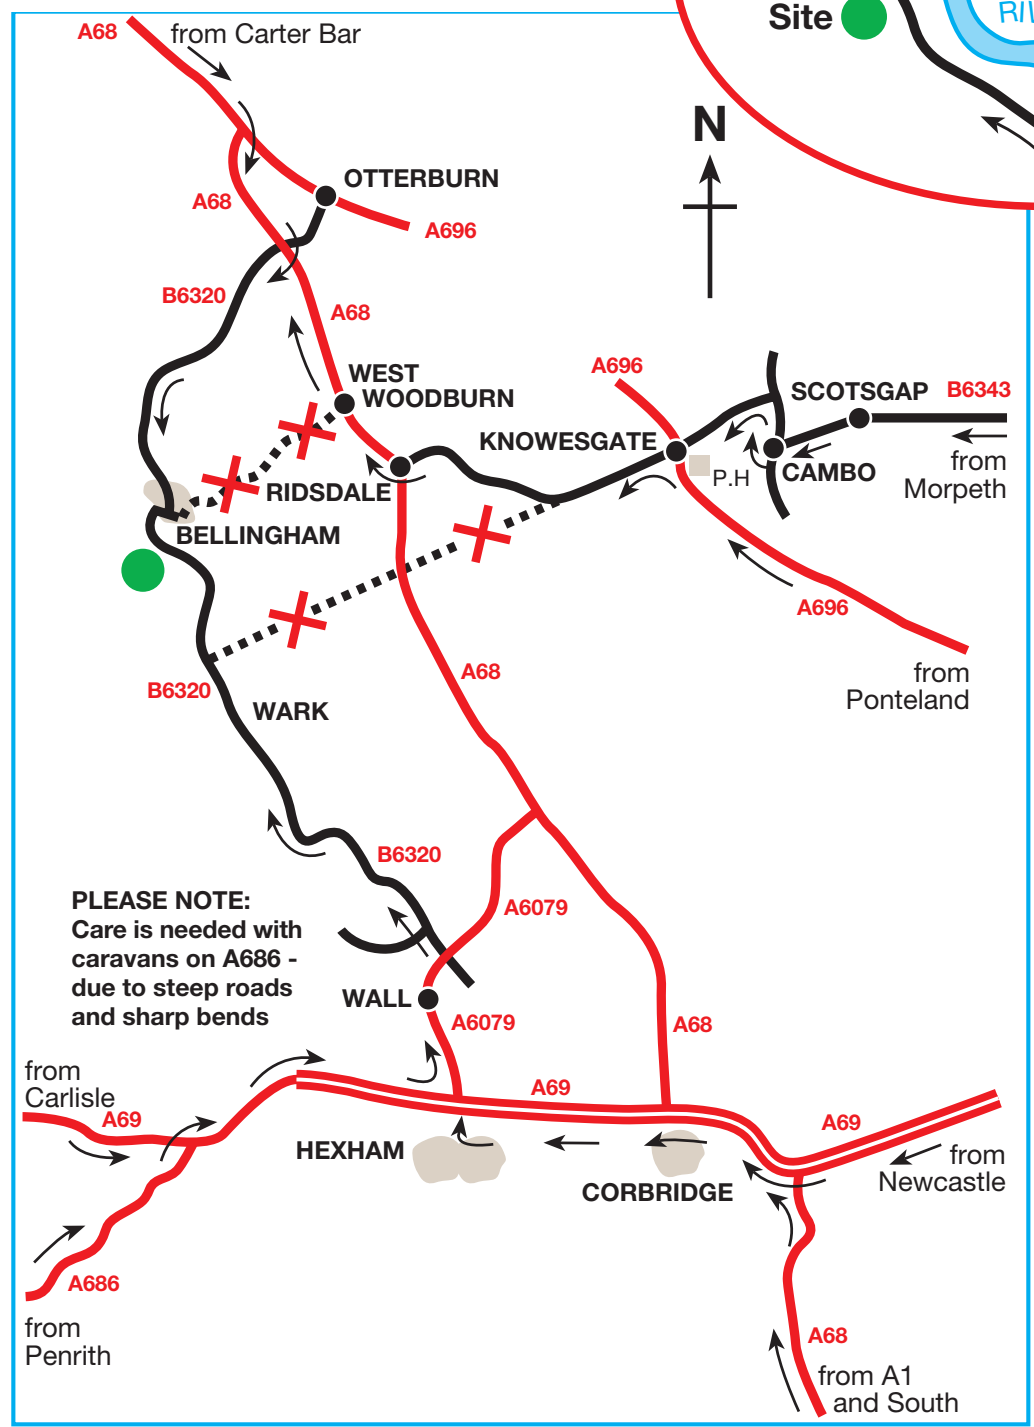 A68
from Carter Bar
Site
RIV
N
OTTERBURN
A68
A696
B6320
A68
WEST
WOODBURN
A696
SCOTSGAP
B6343
KNOWESGATE
P.H
CAMBO
from
Morpeth
RIDSDALE
BELLINGHAM
A696
from
Ponteland
A68
B6320
WARK
B6320
A6079
PLEASE NOTE:
Care is needed with
caravans on A686 -
due to steep roads
and sharp bends
WALL
A6079
A68
from
Carlisle
A69
A69
A69
HEXHAM
CORBRIDGE
from
Newcastle
A686
from
Penrith
A68
from A1
and South